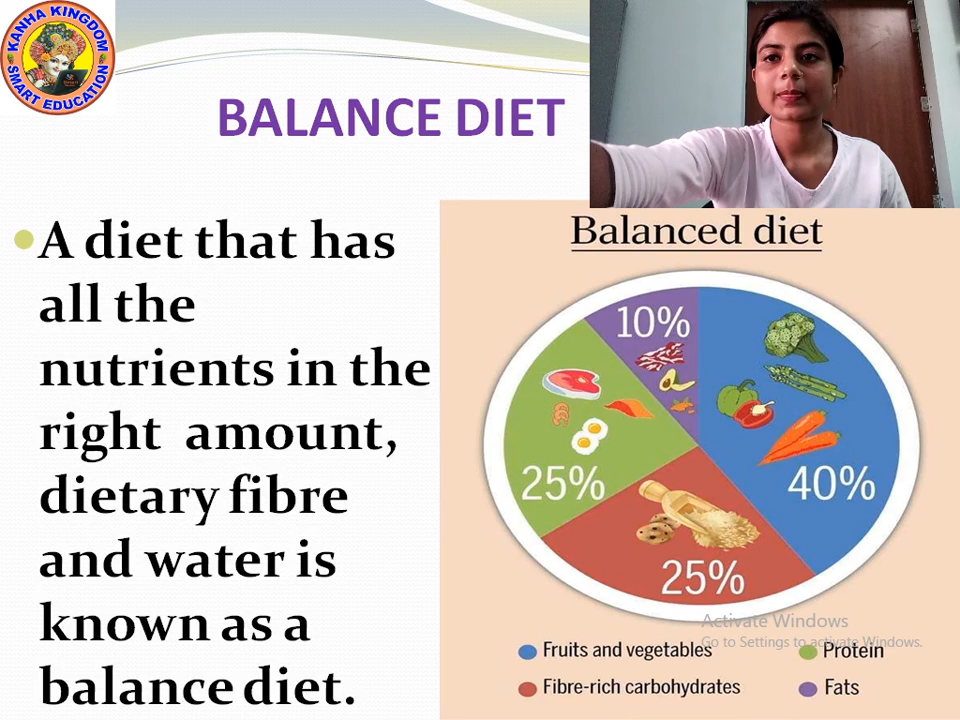 KANHA KINGDOM
SMART EDUCATION
BALANCE DIET
A diet that has
all the
nutrients in the
right amount,
dietary fibre
and water is
known as a
balance diet.
Balanced diet
10%
25%
40%
25%
Activate Windows
Go to Settings to activate Windows.
Fruits and vegetables
Protein
Fibre-rich carbohydrates
Fats